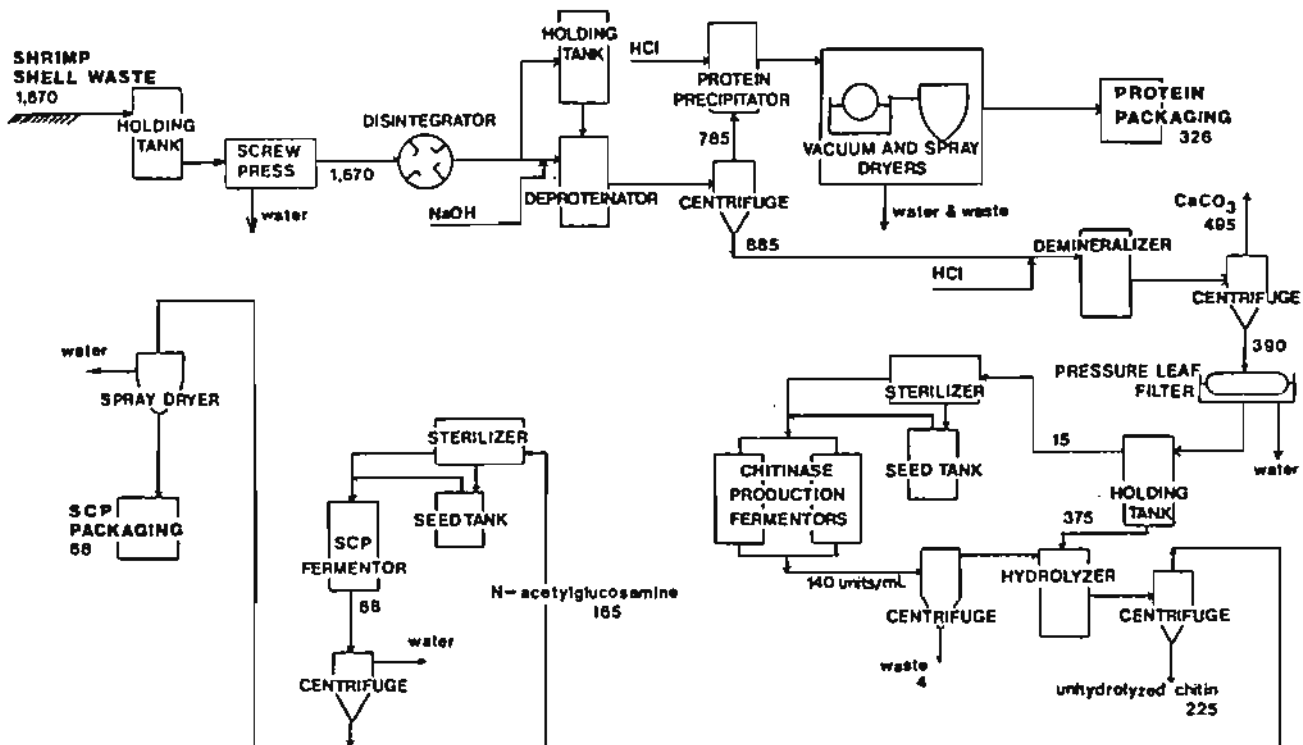 SHRIMP
SHELL WASTE
1,670
HOLDING
TANK
SCREW
PRESS
water
1,670
DISINTEGRATOR
NaOH
HOLDING
TANK
DEPROTEINATOR
HCl
PROTEIN
PRECIPITATOR
785
CENTRIFUGE
885
VACUUM AND SPRAY
DRYERS
water & waste
PROTEIN
PACKAGING
326
HCl
DEMINERALIZER
CaCO3
495
CENTRIFUGE
390
PRESSURE LEAF
FILTER
water
HOLDING
TANK
15
375
STERILIZER
SEED TANK
CHITINASE
PRODUCTION
FERMENTORS
140 units/mL
CENTRIFUGE
waste
4
HYDROLYZER
CENTRIFUGE
unhydrolyzed chitin
225
N-acetylglucosamine
165
STERILIZER
SEED TANK
SCP
FERMENTOR
68
water
CENTRIFUGE
water
SPRAY DRYER
SCP
PACKAGING
68